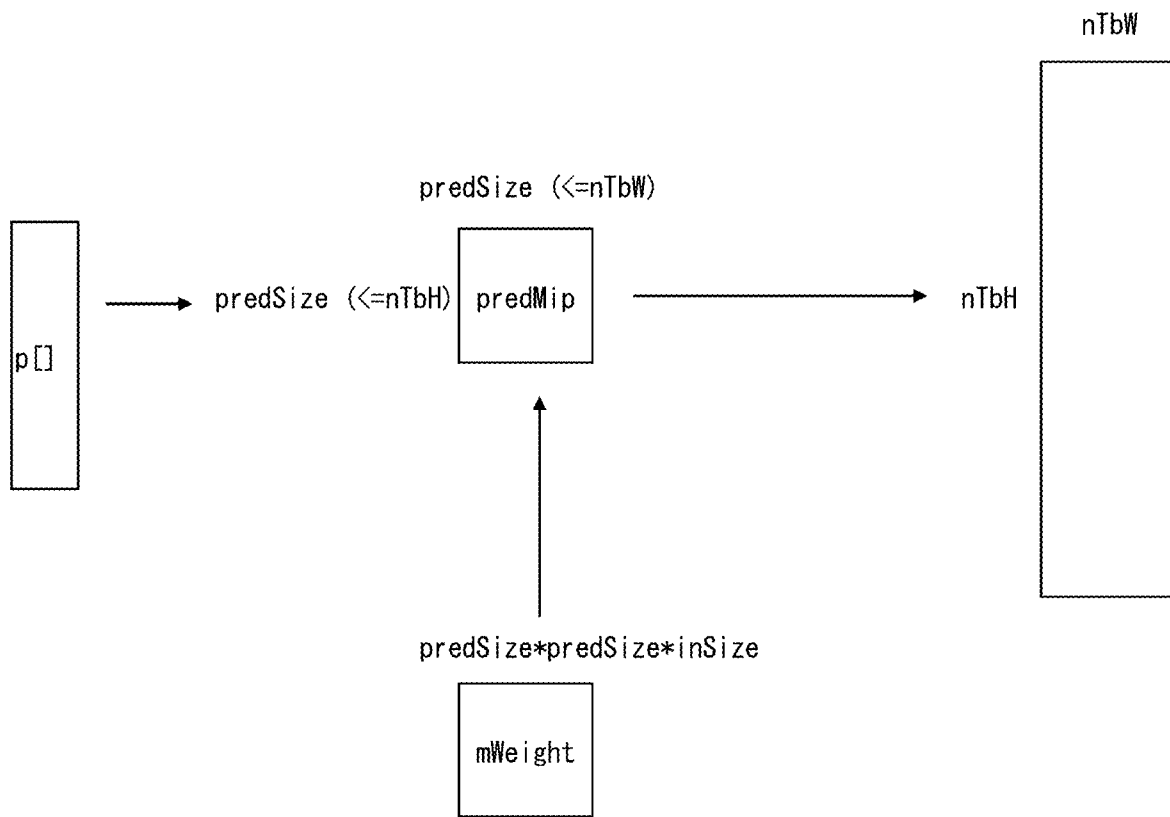 nTbW
predSize (<=nTbW)
p[]
predSize (<=nTbH)
predMip
nTbH
predSize*predSize*inSize
mWeight